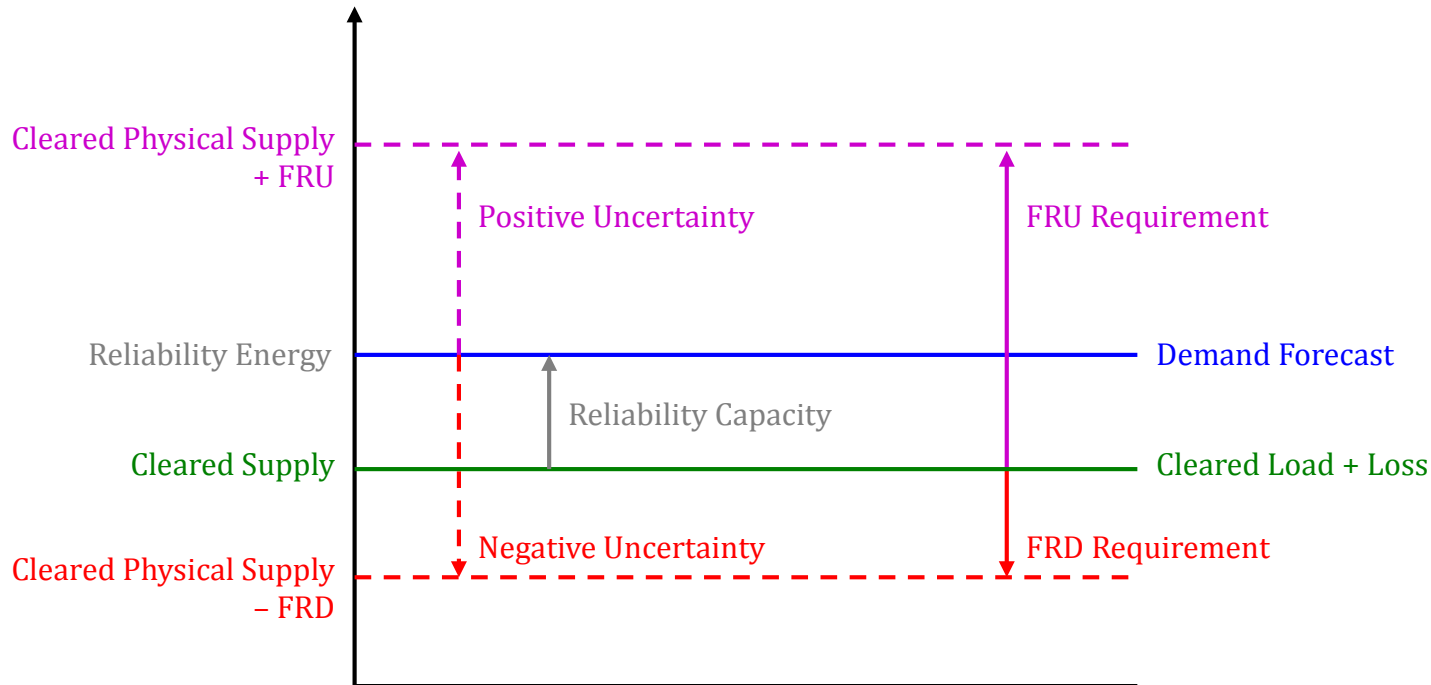 Cleared Physical Supply
+ FRU
Positive Uncertainty
FRU Requirement
Reliability Energy
Demand Forecast
Reliability Capacity
Cleared Supply
Cleared Load + Loss
Negative Uncertainty
FRD Requirement
Cleared Physical Supply
– FRD